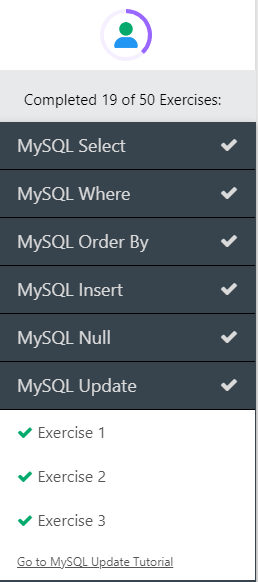 Completed 19 of 50 Exercises:
MySQL Select
MySQL Where
MySQL Order By
MySQL Insert
MySQL Null
MySQL Update
Exercise 1
Exercise 2
Exercise 3
Go to MySQL Update Tutorial